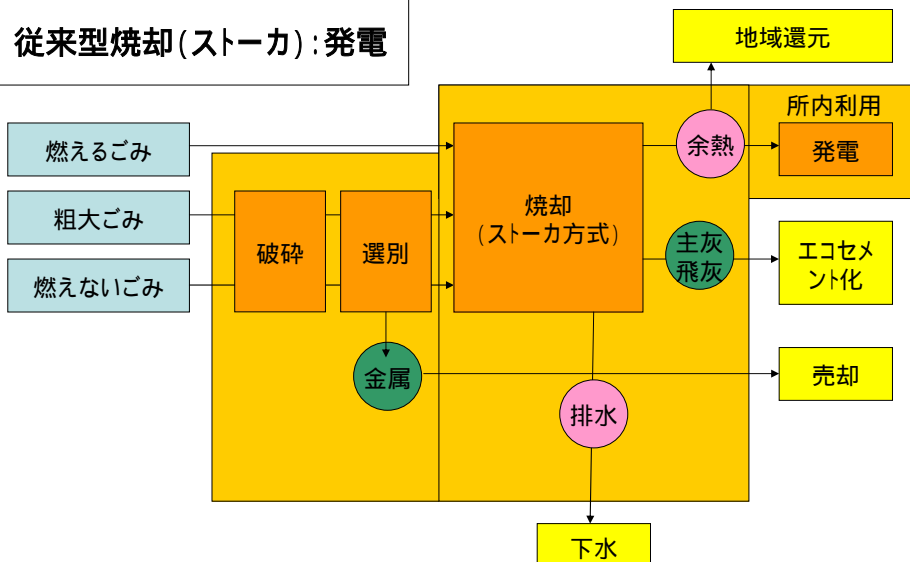 従来型焼却(ストーカ):発電
地域還元
所内利用
燃えるごみ
余熱
発電
粗大ごみ
破砕
選別
焼却
(ストーカ方式)
主灰
飛灰
エコセメ
ント化
燃えないごみ
金属
売却
排水
下水